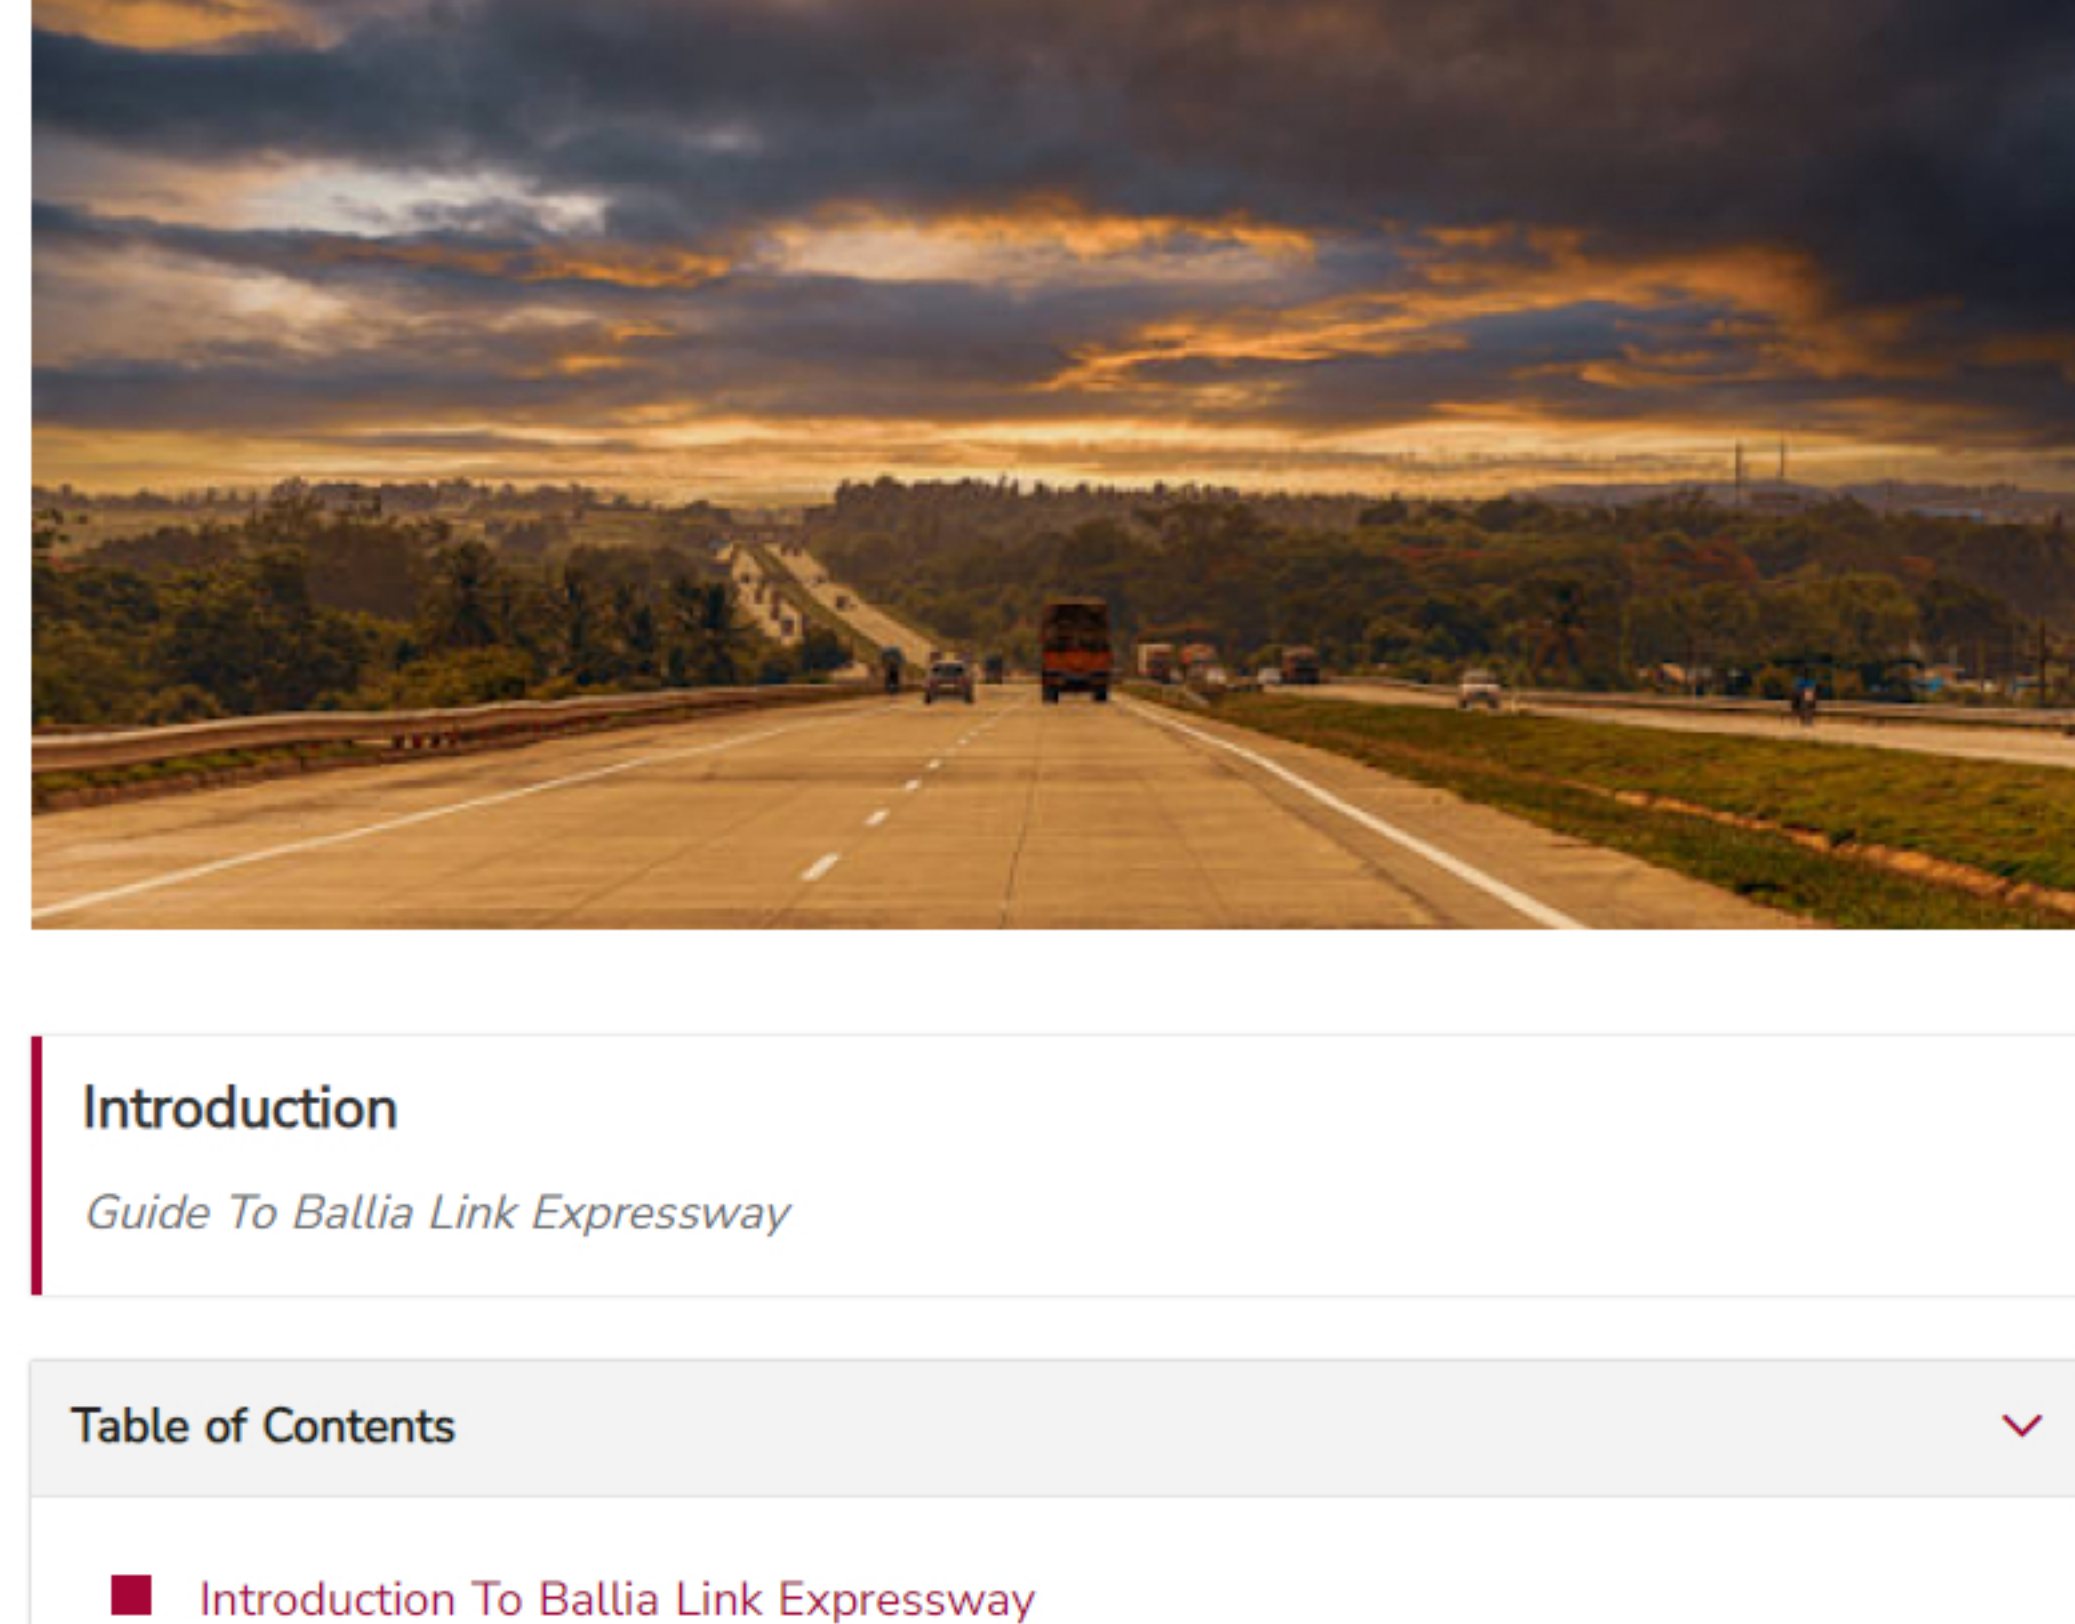 Introduction
Guide To Ballia Link Expressway
Table of Contents
Introduction To Ballia Link Expressway